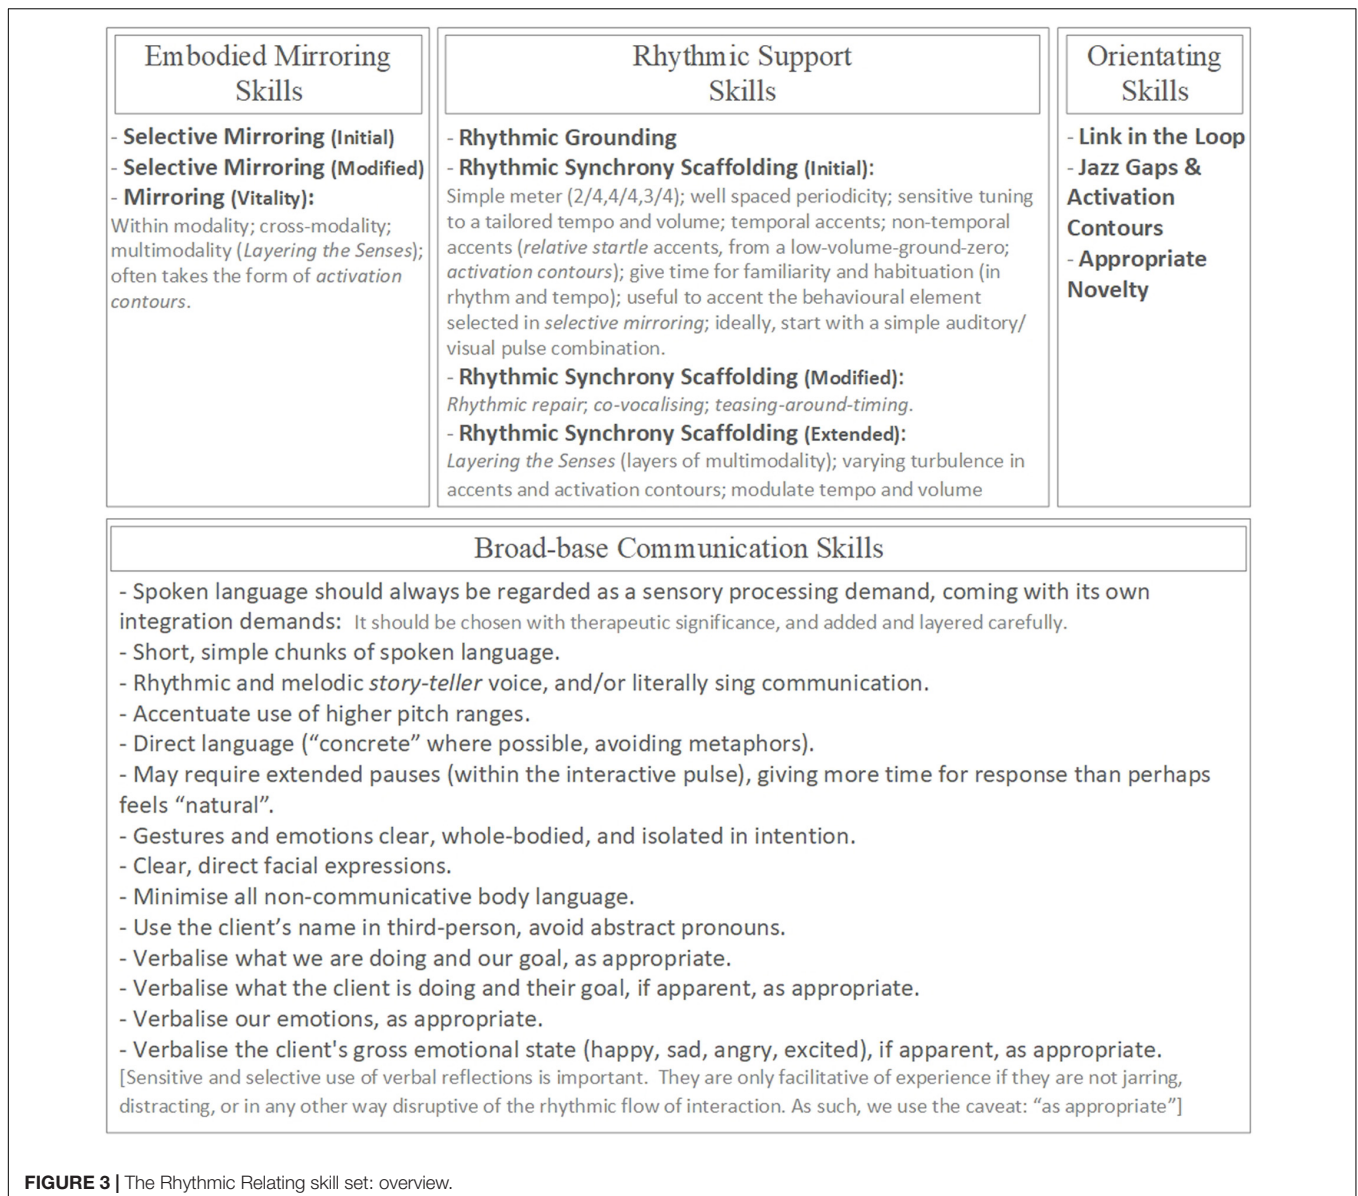 Embodied Mirroring
Skills
- Selective Mirroring (Initial)
- Selective Mirroring (Modified)
- Mirroring (Vitality):
Within modality; cross-modality;
multimodality (Layering the Senses);
often takes the form of activation
contours.
Rhythmic Support
Skills
- Rhythmic Grounding
- Rhythmic Synchrony Scaffolding (Initial):
Simple meter (2/4,4/4,3/4); well spaced periodicity; sensitive tuning
to a tailored tempo and volume; temporal accents; non-temporal
accents (relative startle accents, from a low-volume-ground-zero;
activation contours); give time for familiarity and habituation (in
rhythm and tempo); useful to accent the behavioural element
selected in selective mirroring; ideally, start with a simple auditory/
visual pulse combination.
- Rhythmic Synchrony Scaffolding (Modified):
Rhythmic repair; co-vocalising; teasing-around-timing.
- Rhythmic Synchrony Scaffolding (Extended):
Layering the Senses (layers of multimodality); varying turbulence in
accents and activation contours; modulate tempo and volume
Orientating
Skills
- Link in the Loop
- Jazz Gaps &
Activation
Contours
- Appropriate
Novelty
Broad-base Communication Skills
- Spoken language should always be regarded as a sensory processing demand, coming with its own
integration demands: It should be chosen with therapeutic significance, and added and layered carefully.
- Short, simple chunks of spoken language.
- Rhythmic and melodic story-teller voice, and/or literally sing communication.
- Accentuate use of higher pitch ranges.
- Direct language (“concrete” where possible, avoiding metaphors).
- May require extended pauses (within the interactive pulse), giving more time for response than perhaps
feels “natural”.
- Gestures and emotions clear, whole-bodied, and isolated in intention.
- Clear, direct facial expressions.
- Minimise all non-communicative body language.
- Use the client’s name in third-person, avoid abstract pronouns.
- Verbalise what we are doing and our goal, as appropriate.
- Verbalise what the client is doing and their goal, if apparent, as appropriate.
- Verbalise our emotions, as appropriate.
- Verbalise the client's gross emotional state (happy, sad, angry, excited), if apparent, as appropriate.
[Sensitive and selective use of verbal reflections is important. They are only facilitative of experience if they are not jarring,
distracting, or in any other way disruptive of the rhythmic flow of interaction. As such, we use the caveat: “as appropriate”]
FIGURE 3 | The Rhythmic Relating skill set: overview.